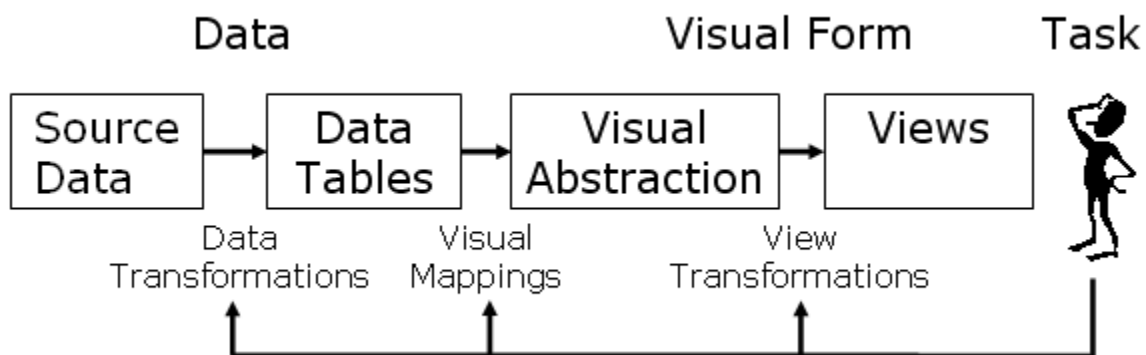 Data
Visual Form
Task
Source
Data
Data
Tables
Visual
Abstraction
Views
Data
Transformations
Visual
Mappings
View
Transformations